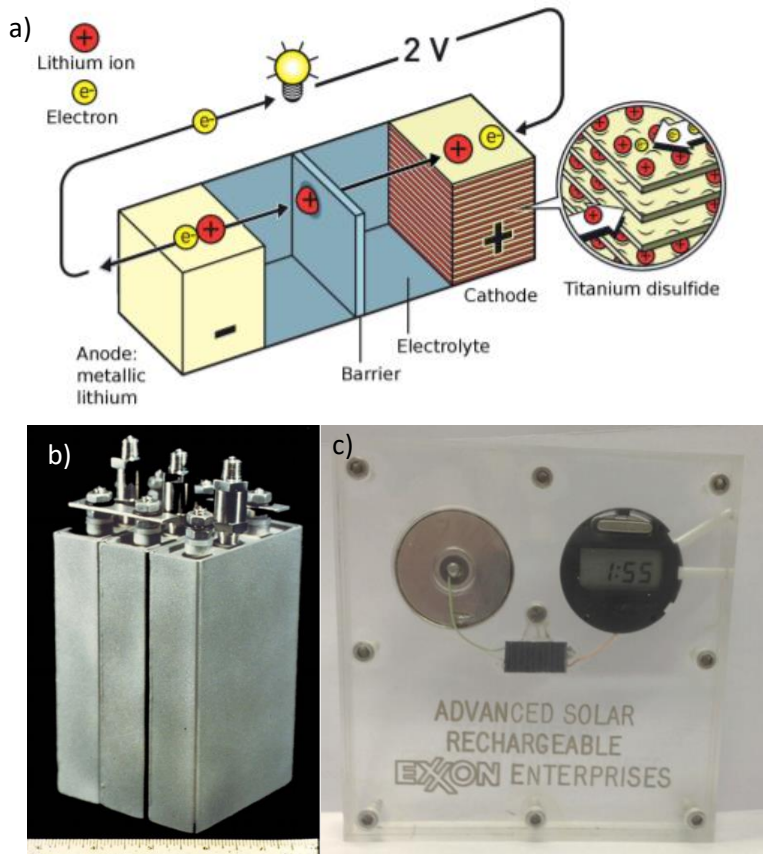 a)
+
Lithium ion
e-
Electron
2 V
e-
+
e-
+
e-
+
+
-
Cathode
Titanium disulfide
Electrolyte
Barrier
Anode:
metallic
lithium
b)
c)
1:55
ADVANCED SOLAR
RECHARGEABLE
EXXON ENTERPRISES